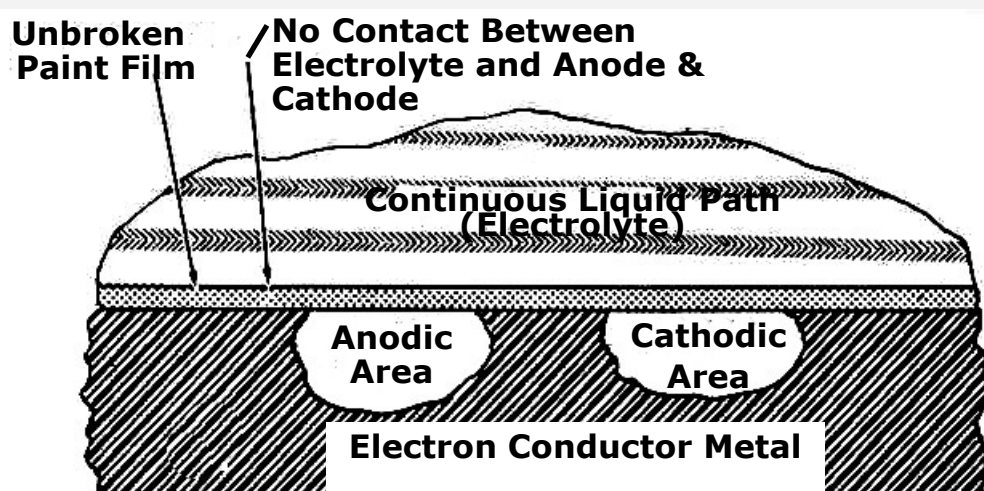 Unbroken
Paint Film
No Contact Between
Electrolyte and Anode &
Cathode
Continuous Liquid Path
(Electrolyte)
Anodic
Area
Cathodic
Area
Electron Conductor Metal